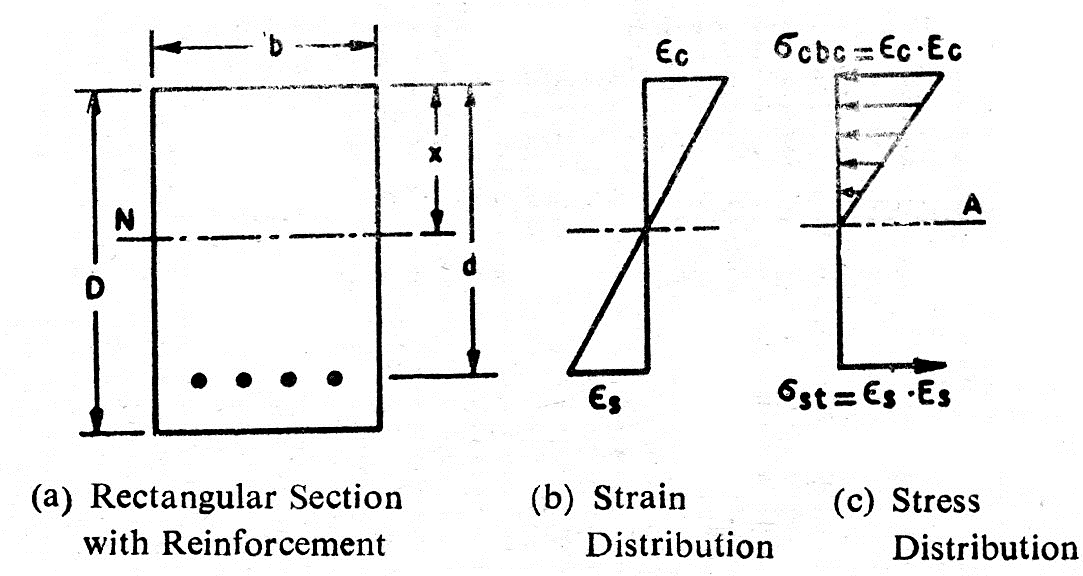 b
D
N
x
d
ϵc
ϵs
σcbc = ϵc · Ec
A
σst = ϵs · Es
(a) Rectangular Section
with Reinforcement
(b) Strain
Distribution
(c) Stress
Distribution